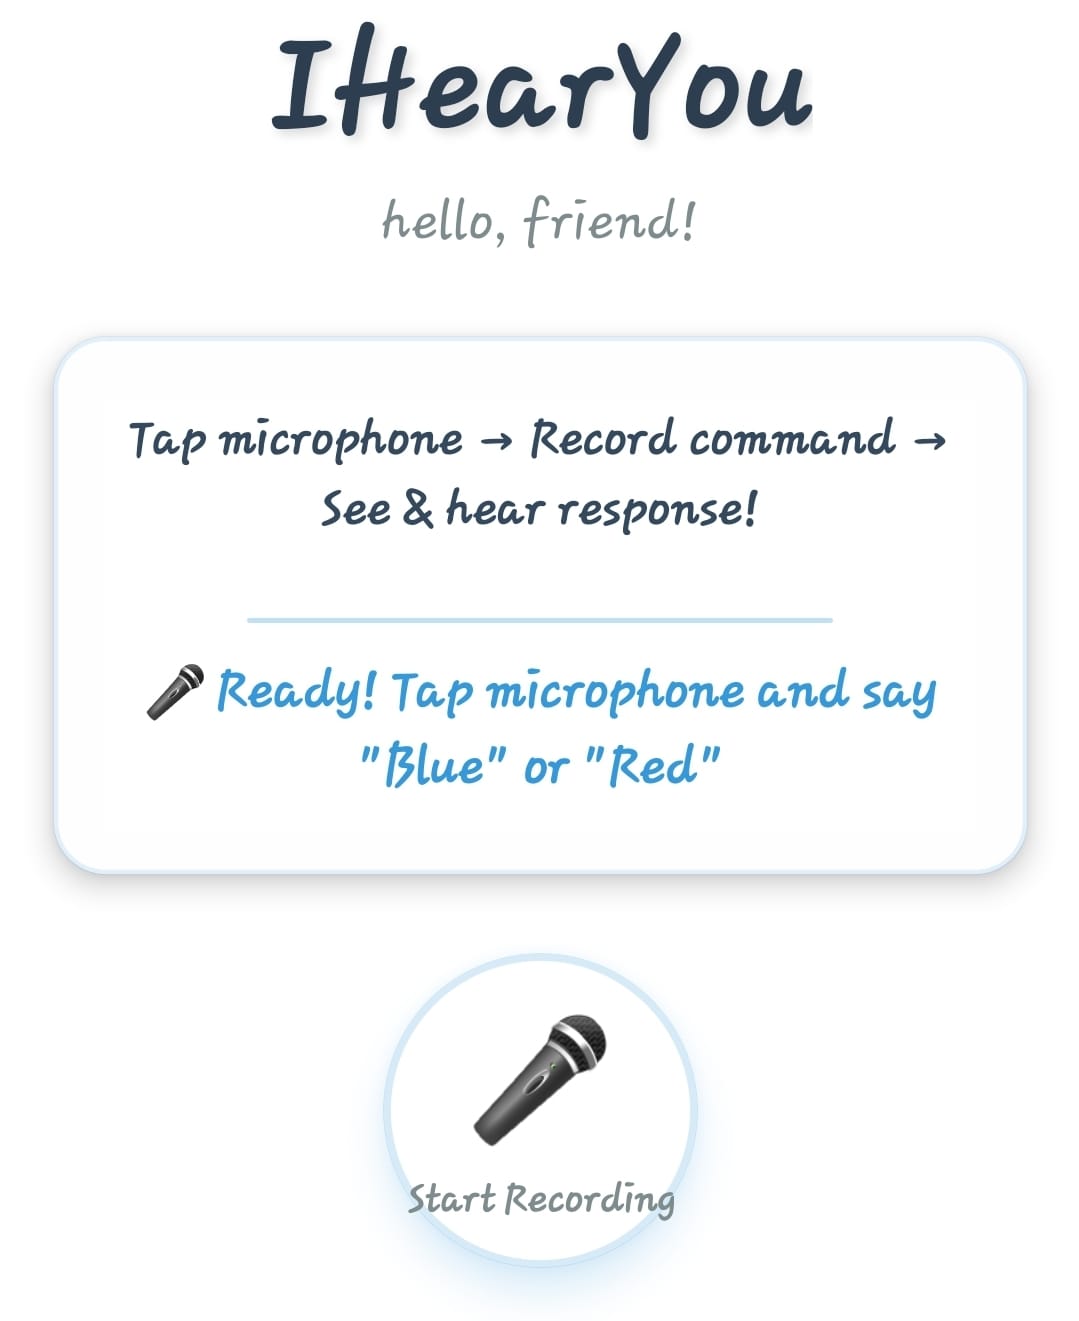 IHearYou
hello, friend!
Tap microphone → Record command →
See & hear response!
🎤 Ready! Tap microphone and say
"Blue" or "Red"
Start Recording